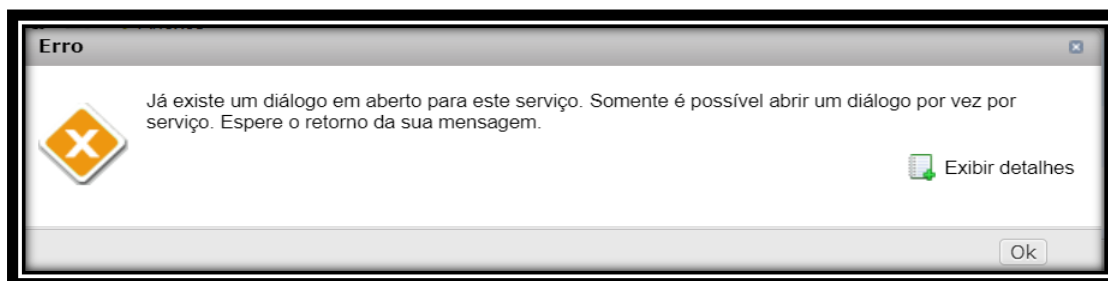 Erro
Já existe um diálogo em aberto para este serviço. Somente é possível abrir um diálogo por vez por
serviço. Espere o retorno da sua mensagem.
Exibir detalhes
Ok